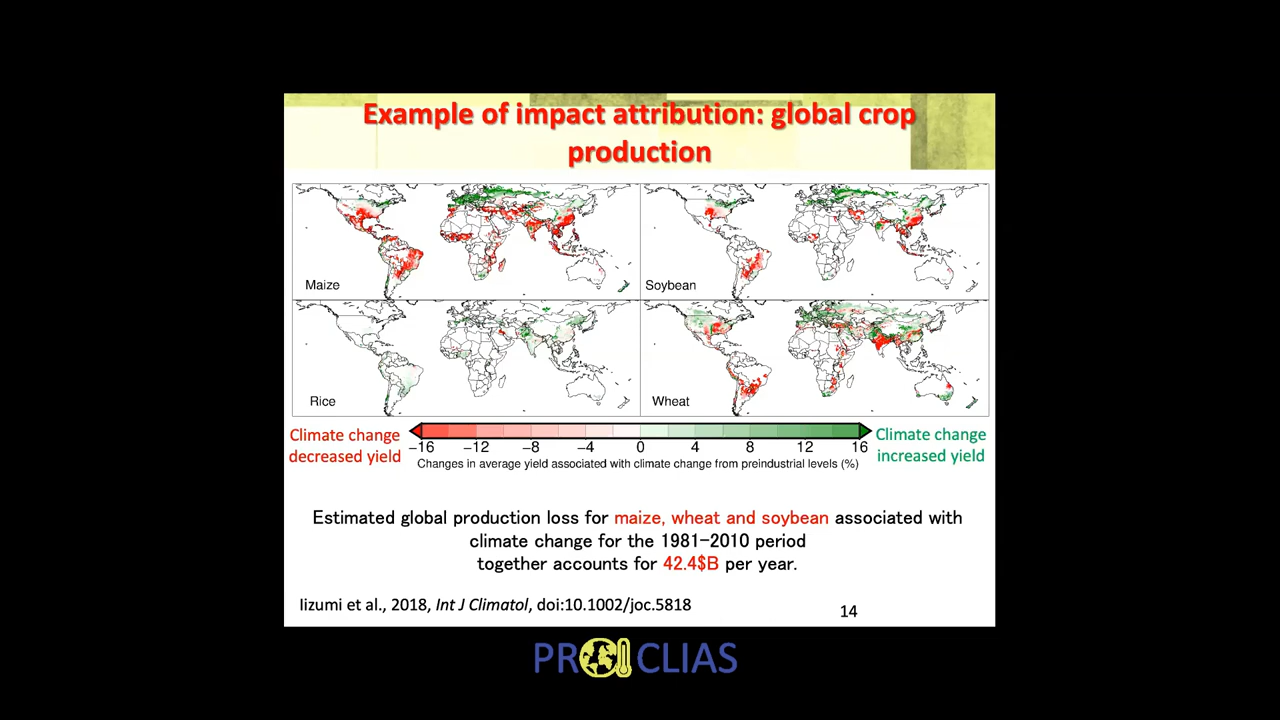 Example of impact attribution: global crop
production
Maize
Soybean
Rice
Wheat
Climate change
decreased yield
−16 −12 −8 −4 0 4 8 12 16
Changes in average yield associated with climate change from preindustrial levels (%)
Climate change
increased yield
Estimated global production loss for maize, wheat and soybean associated with
climate change for the 1981−2010 period
together accounts for 42.4$B per year.
Iizumi et al., 2018, Int J Climatol, doi:10.1002/joc.5818
14
PROCLIAS